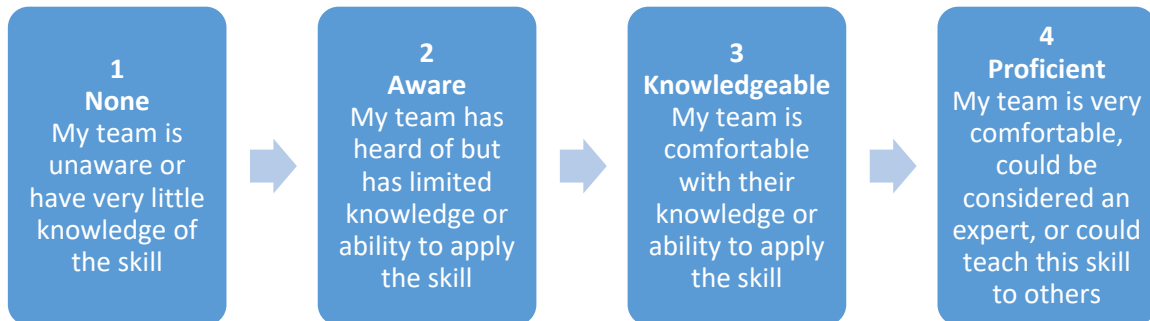 1
None
My team is
unaware or
have very little
knowledge of
the skill
2
Aware
My team has
heard of but
has limited
knowledge or
ability to apply
the skill
3
Knowledgeable
My team is
comfortable
with their
knowledge or
ability to apply
the skill
4
Proficient
My team is very
comfortable,
could be
considered an
expert, or could
teach this skill
to others